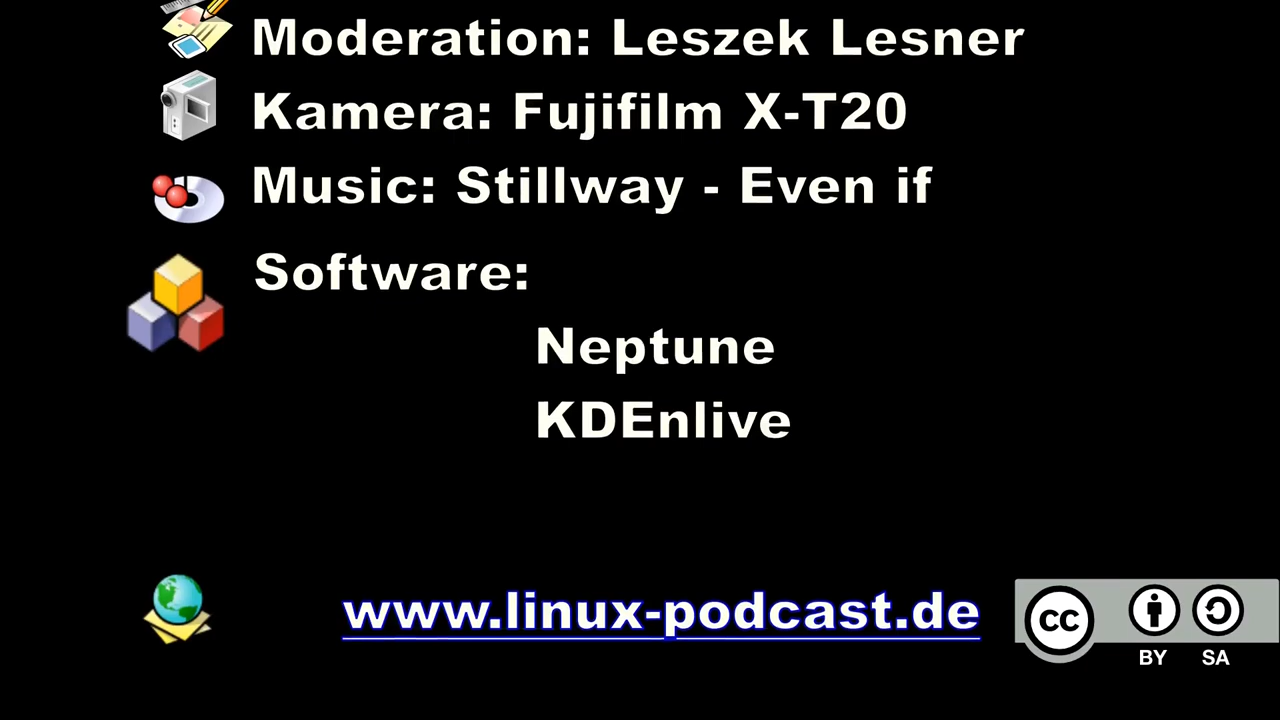 Moderation: Leszek Lesner
Kamera: Fujifilm X-T20
Music: Stillway - Even if
Software:
Neptune
KDEnlive
www.linux-podcast.de
cc
BY SA